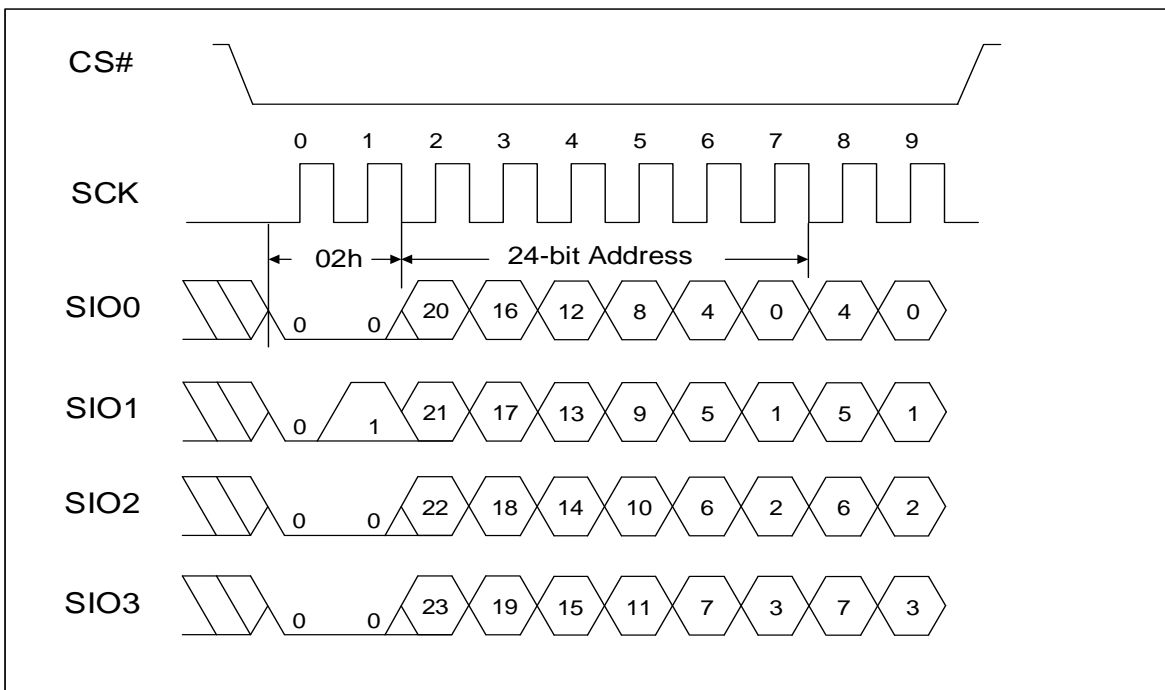 CS#
0 1 2 3 4 5 6 7 8 9
SCK
02h 24-bit Address
SIO0 0 0 20 16 12 8 4 0 4 0
SIO1 0 1 21 17 13 9 5 1 5 1
SIO2 0 0 22 18 14 10 6 2 6 2
SIO3 0 0 23 19 15 11 7 3 7 3